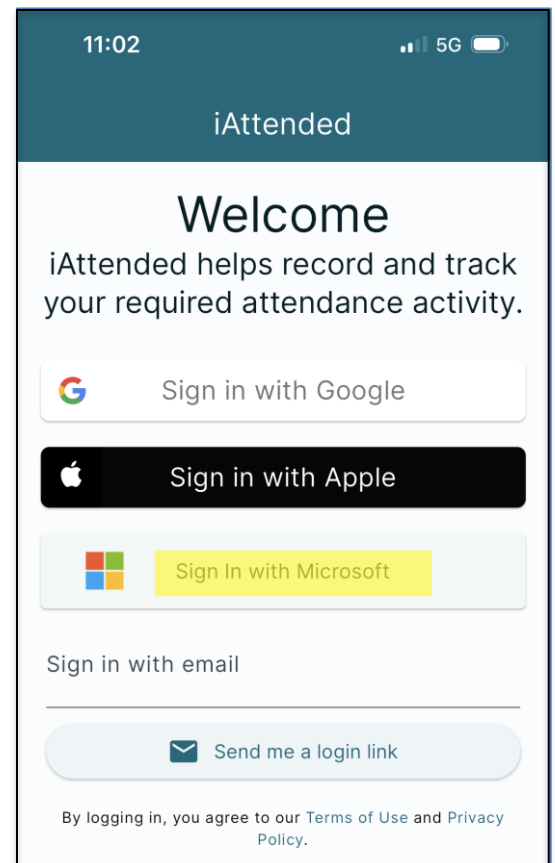 11:02 5G
iAttended
Welcome
iAttended helps record and track
your required attendance activity.
Sign in with Google
Sign in with Apple
Sign In with Microsoft
Sign in with email
Send me a login link
By logging in, you agree to our Terms of Use and Privacy
Policy.